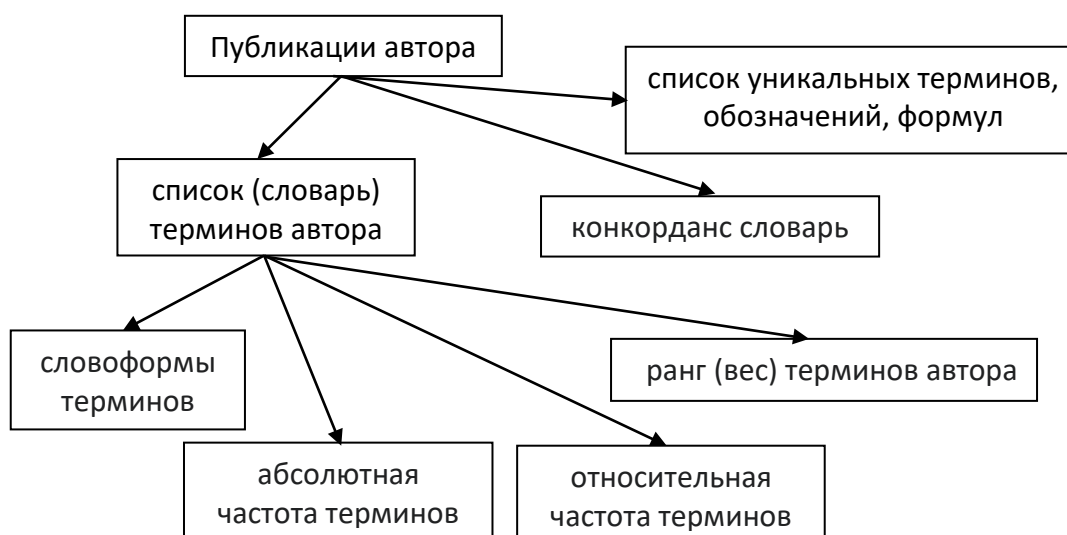 Публикации автора
список уникальных терминов,
обозначений, формул
список (словарь)
терминов автора
конкорданс словарь
словоформы
терминов
ранг (вес) терминов автора
абсолютная
частота терминов
относительная
частота терминов